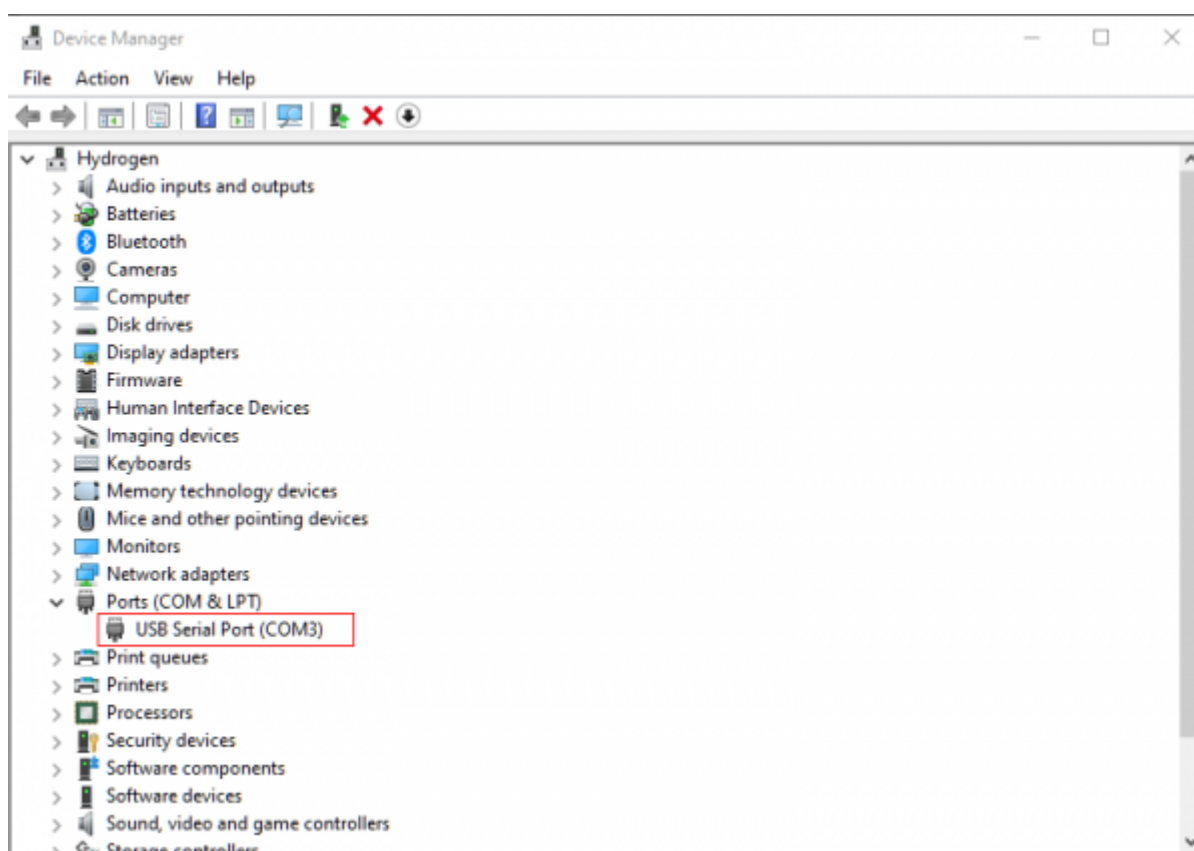 Device Manager
File Action View Help
Hydrogen
Audio inputs and outputs
Batteries
Bluetooth
Cameras
Computer
Disk drives
Display adapters
Firmware
Human Interface Devices
Imaging devices
Keyboards
Memory technology devices
Mice and other pointing devices
Monitors
Network adapters
Ports (COM & LPT)
USB Serial Port (COM3)
Print queues
Printers
Processors
Security devices
Software components
Software devices
Sound, video and game controllers
Storage controllers